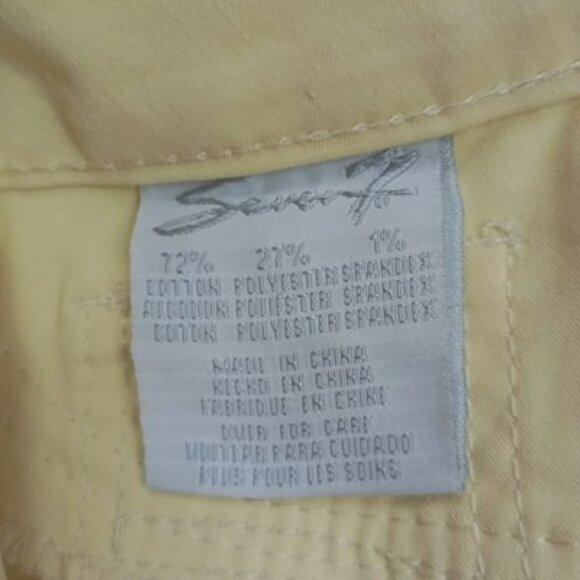 Seven7
72% 27% 1%
COTTON POLYESTER SPANDEX
ALGODON POLIESTER SPANDEX
COTON POLYESTER SPANDEX
MADE IN CHINA
HECHO EN CHINA
FABRIQUE EN CHINE
OVER FOR CARE
VOLTEAR PARA CUIDADO
PLUS POUR LES SOINS